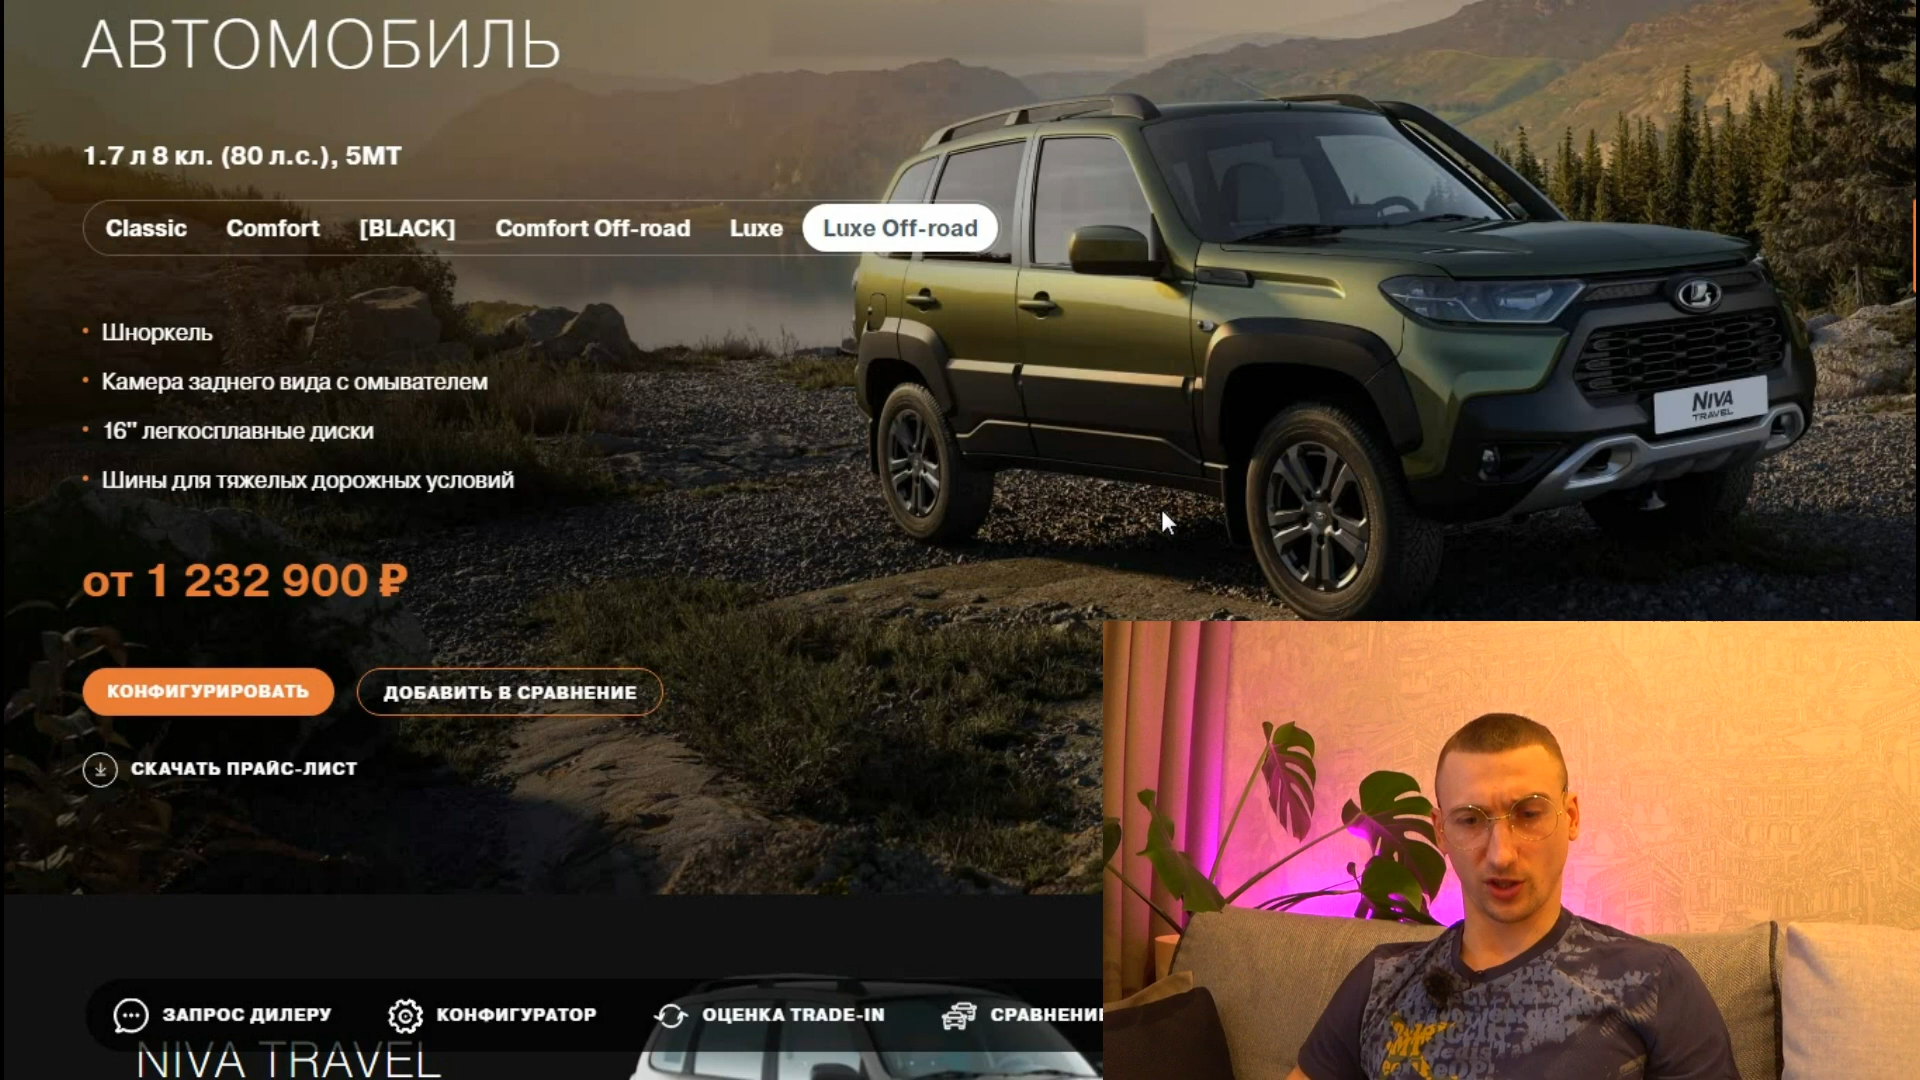 АВТОМОБИЛЬ
1.7 л 8 кл. (80 л.с.), 5МТ
Classic Comfort [BLACK] Comfort Off-road Luxe Luxe Off-road
Шноркель
Камера заднего вида с омывателем
16" легкосплавные диски
Шины для тяжелых дорожных условий
NIVA
TRAVEL
от 1 232 900 ₽
КОНФИГУРИРОВАТЬ ДОБАВИТЬ В СРАВНЕНИЕ
СКАЧАТЬ ПРАЙС-ЛИСТ
ЗАПРОС ДИЛЕРУ КОНФИГУРАТОР ОЦЕНКА TRADE-IN
NIVA TRAVEL